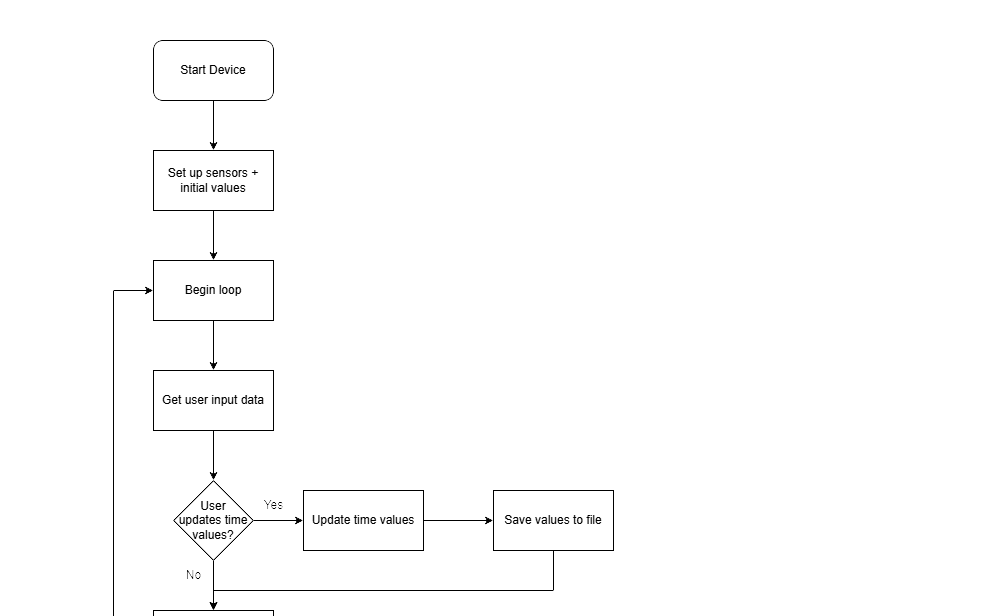 Start Device
Set up sensors +
initial values
Begin loop
Get user input data
User
updates time
values?
Yes
Update time values
Save values to file
No